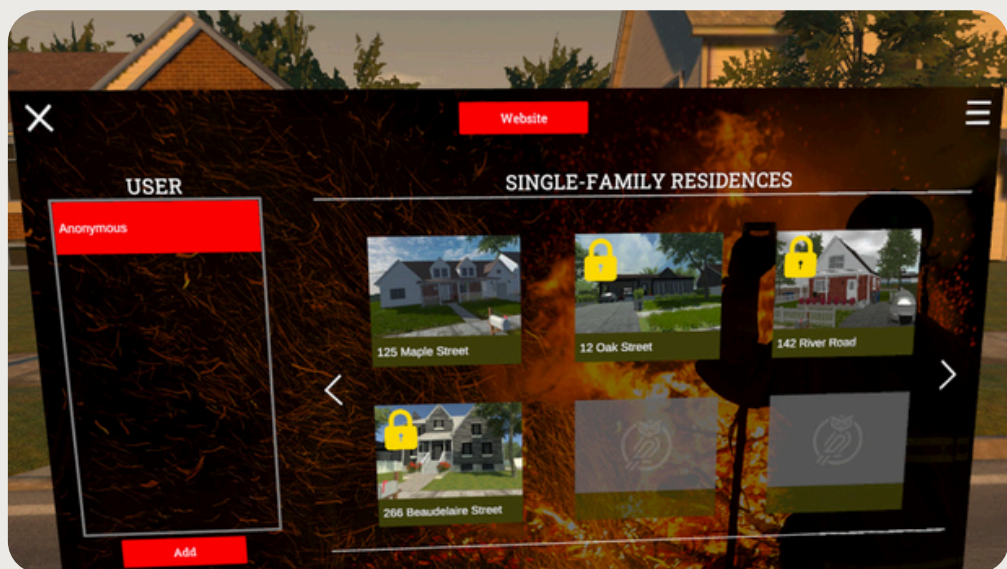 Website
USER
SINGLE-FAMILY RESIDENCES
Anonymous
125 Maple Street
12 Oak Street
142 River Road
266 Beaudelaire Street
Add